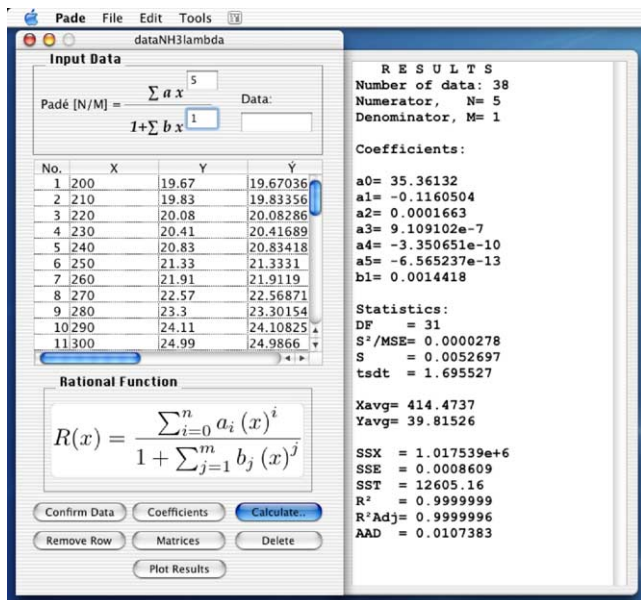 Pade File Edit Tools
dataNH3lambda
Input Data
Padé [N/M] = ∑ a x 5
1+∑ b x 1
Data:
No. X Y Ý
1 200 19.67 19.67036
2 210 19.83 19.83356
3 220 20.08 20.08286
4 230 20.41 20.41689
5 240 20.83 20.83418
6 250 21.33 21.3331
7 260 21.91 21.9119
8 270 22.57 22.56871
9 280 23.3 23.30154
10 290 24.11 24.10825
11 300 24.99 24.9866
Rational Function
R(x) = ∑_{i=0}^{n} a_i (x)^i / 1 + ∑_{j=1}^{m} b_j (x)^j
Confirm Data Coefficients Calculate..
Remove Row Matrices Delete
Plot Results
R E S U L T S
Number of data: 38
Numerator, N= 5
Denominator, M= 1
Coefficients:
a0= 35.36132
a1= -0.1160504
a2= 0.0001663
a3= 9.109102e-7
a4= -3.350651e-10
a5= -6.565237e-13
b1= 0.0014418
Statistics:
DF = 31
S²/MSE= 0.0000278
S = 0.0052697
tsdt = 1.695527
Xavg= 414.4737
Yavg= 39.81526
SSX = 1.017539e+6
SSE = 0.0008609
SST = 12605.16
R² = 0.9999999
R²Adj= 0.9999996
AAD = 0.0107383